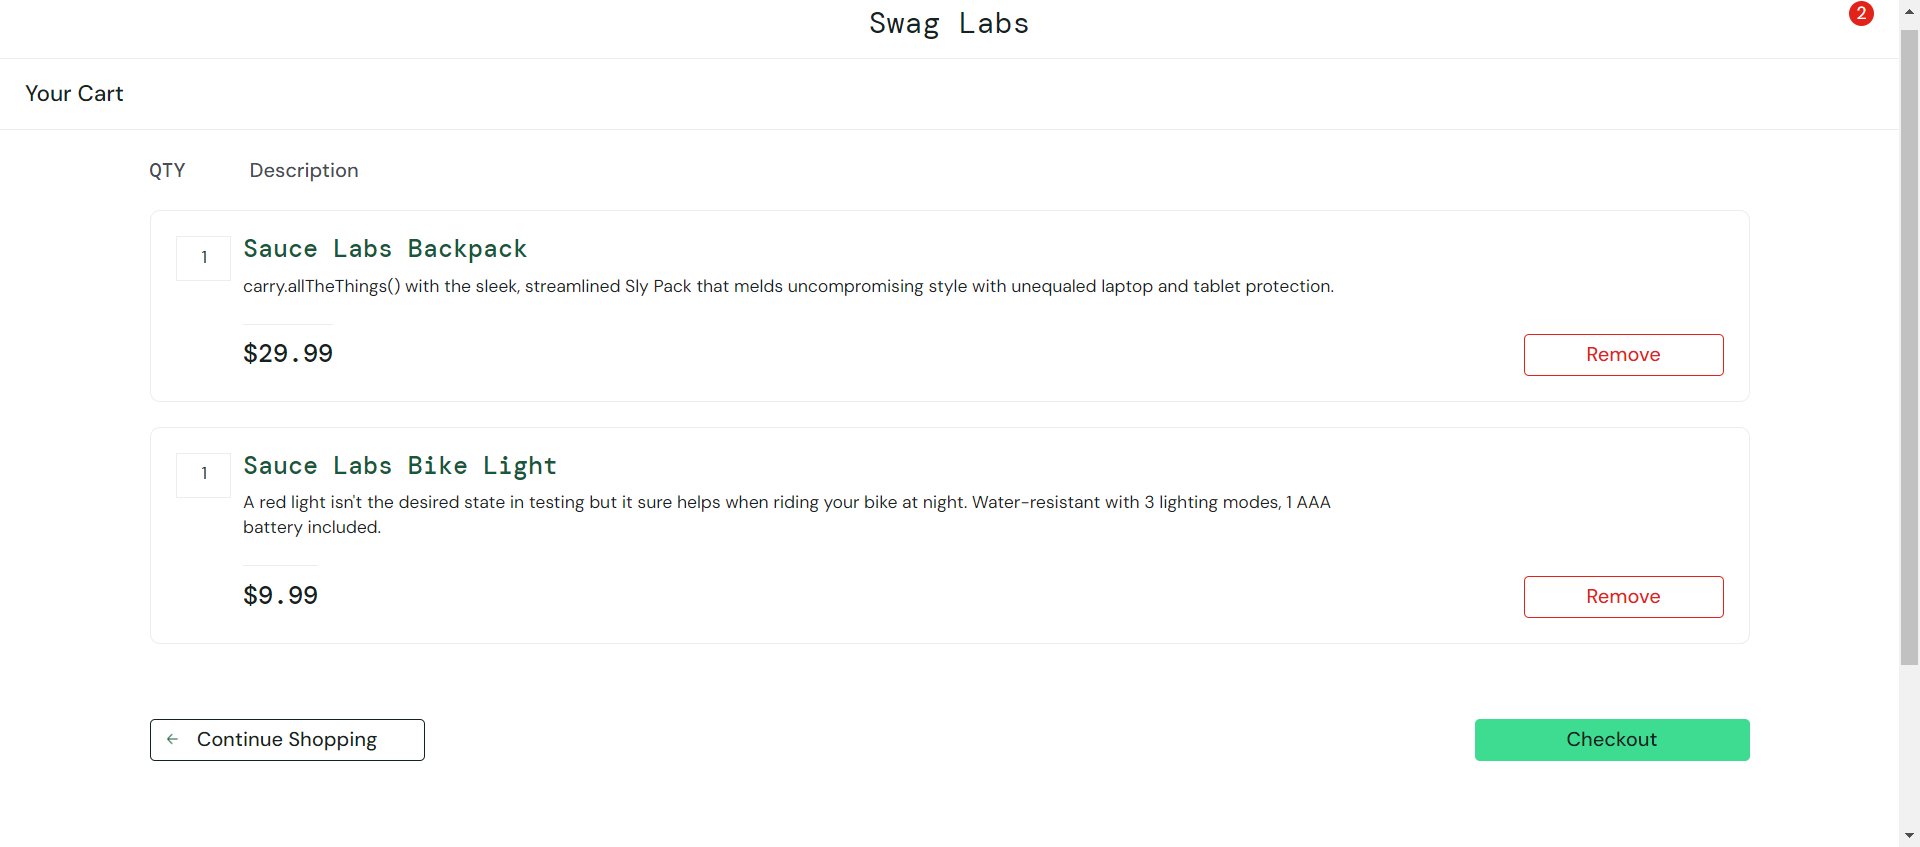 Swag Labs
2
Your Cart
QTY Description
1
Sauce Labs Backpack
carry.allTheThings() with the sleek, streamlined Sly Pack that melds uncompromising style with unequaled laptop and tablet protection.
$29.99
Remove
1
Sauce Labs Bike Light
A red light isn't the desired state in testing but it sure helps when riding your bike at night. Water-resistant with 3 lighting modes, 1 AAA
battery included.
$9.99
Remove
Continue Shopping
Checkout